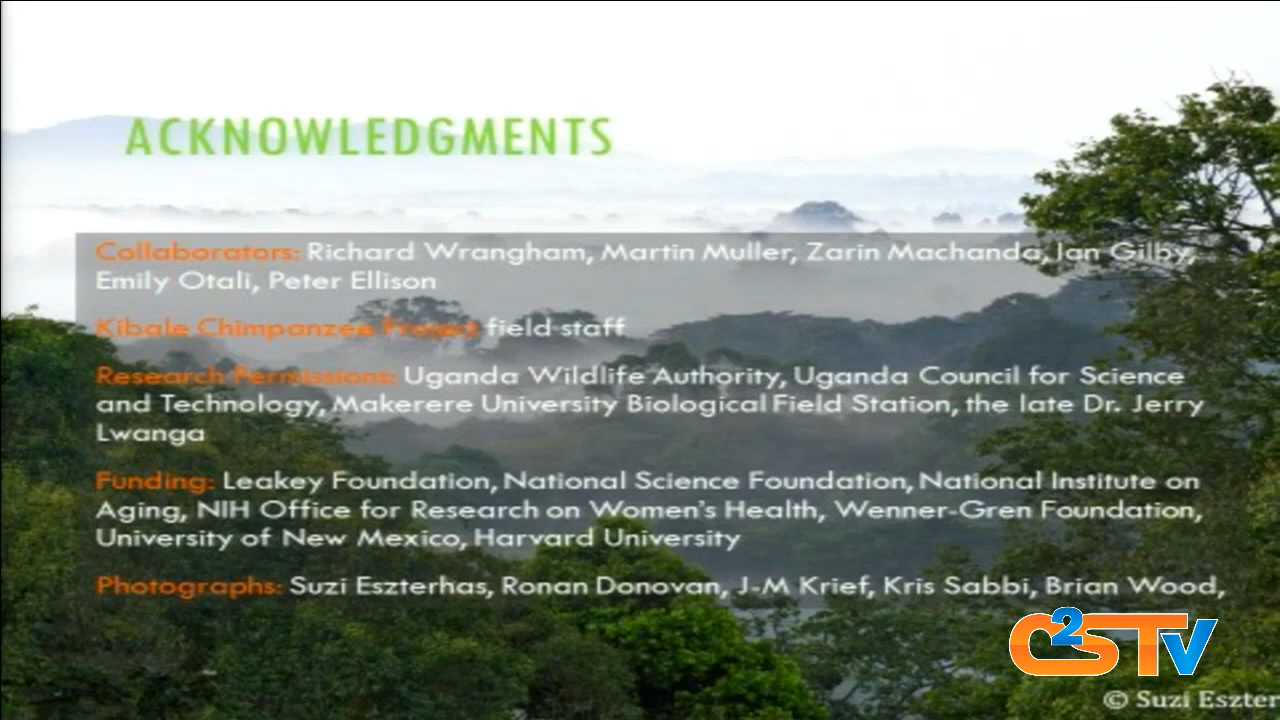 ACKNOWLEDGMENTS
Collaborators: Richard Wrangham, Martin Muller, Zarin Machanda, Ian Gilby,
Emily Otali, Peter Ellison
Kibale Chimpanzee Project field staff
Research Permissions: Uganda Wildlife Authority, Uganda Council for Science
and Technology, Makerere University Biological Field Station, the late Dr. Jerry
Lwanga
Funding: Leakey Foundation, National Science Foundation, National Institute on
Aging, NIH Office for Research on Women's Health, Wenner-Gren Foundation,
University of New Mexico, Harvard University
Photographs: Suzi Eszterhas, Ronan Donovan, J-M Krief, Kris Sabbi, Brian Wood,
C2STV
© Suzi Eszter